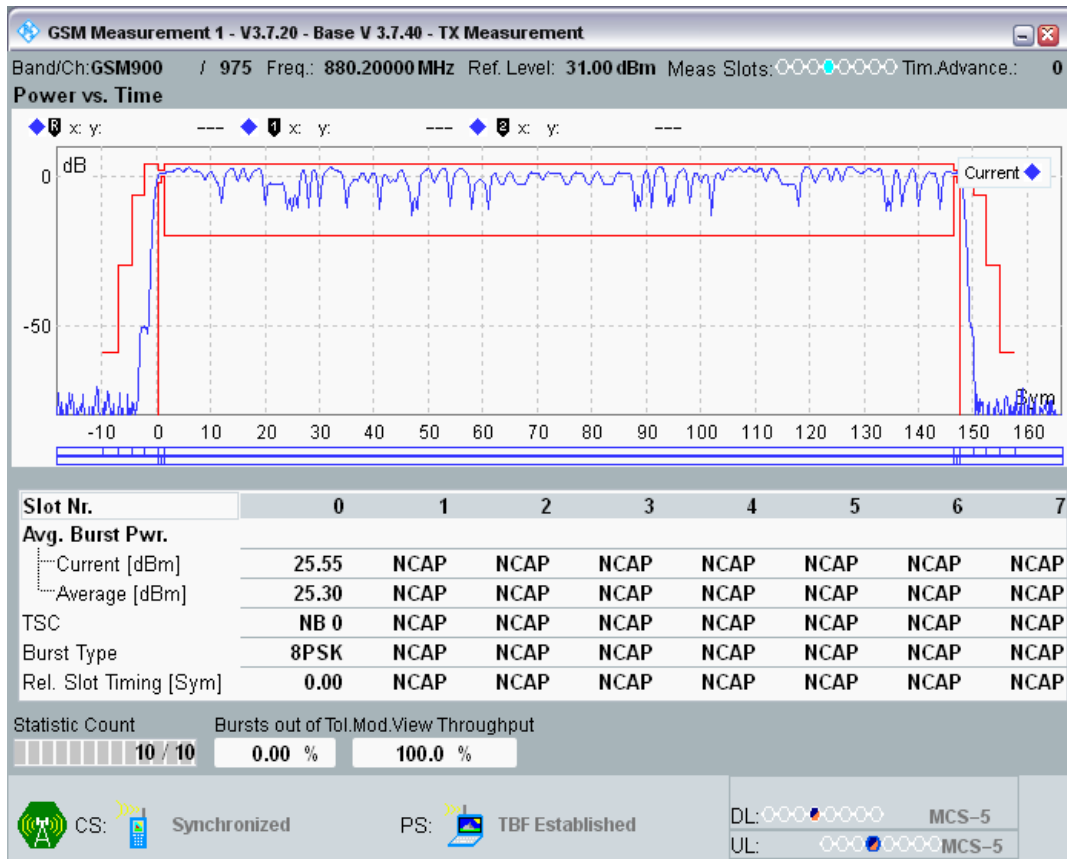 GSM Measurement 1 - V3.7.20 - Base V 3.7.40 - TX Measurement
Band/Ch:GSM900 / 975 Freq.: 880.20000 MHz Ref. Level: 31.00 dBm Meas Slots: Tim.Advance.: 0
Power vs. Time
R x: y: --- 1 x: y: --- 2 x: y: ---
dB
Current
0
-50
Sym
-10 0 10 20 30 40 50 60 70 80 90 100 110 120 130 140 150 160
Slot Nr. 0 1 2 3 4 5 6 7
Avg. Burst Pwr.
Current [dBm] 25.55 NCAP NCAP NCAP NCAP NCAP NCAP NCAP
Average [dBm] 25.30 NCAP NCAP NCAP NCAP NCAP NCAP NCAP
TSC NB 0 NCAP NCAP NCAP NCAP NCAP NCAP NCAP
Burst Type 8PSK NCAP NCAP NCAP NCAP NCAP NCAP NCAP
Rel. Slot Timing [Sym] 0.00 NCAP NCAP NCAP NCAP NCAP NCAP NCAP
Statistic Count Bursts out of Tol.Mod.View Throughput
10 / 10 0.00 % 100.0 %
CS: Synchronized PS: TBF Established
DL: MCS-5
UL: MCS-5